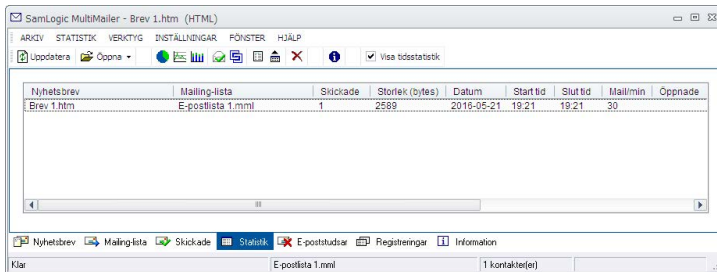 SamLogic MultiMailer - Brev 1.htm (HTML)
ARKIV STATISTIK VERKTYG INSTÄLLNINGAR FÖNSTER HJÄLP
Uppdatera Öppna Visa tidsstatistik
Nyhetsbrev Mailing-lista Skickade Storlek (bytes) Datum Start tid Slut tid Mail/min Öppnade
Brev 1.htm E-postlista 1.mml 1 2589 2016-05-21 19:21 19:21 30
Nyhetsbrev Mailing-lista Skickade Statistik E-poststudsar Registreringar Information
Klar E-postlista 1.mml 1 kontakter(er)